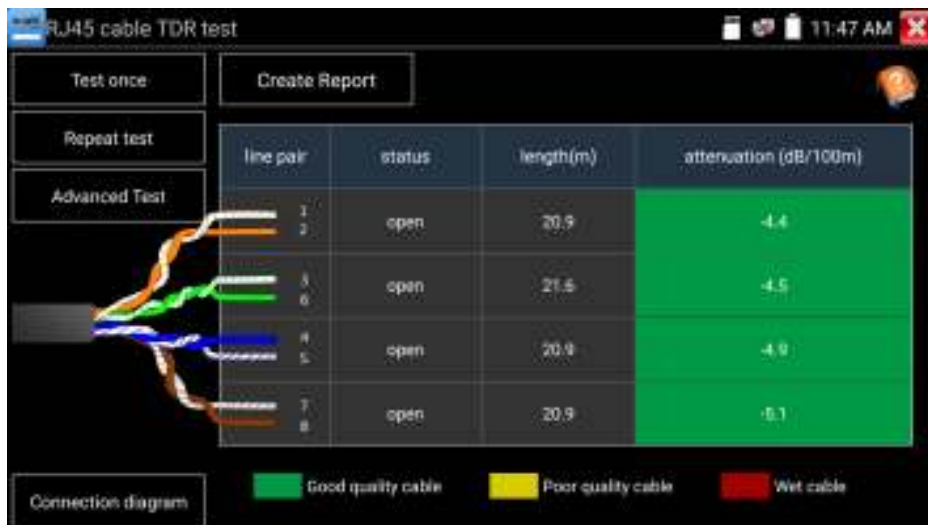 RJ45 cable TDR test 11:47 AM
Test once
Create Report
Repeat test
Advanced Test
line pair status length(m) attenuation (dB/100m)
1
2
open 20.9 -4.4
3
6
open 21.6 -4.5
4
5
open 20.9 -4.9
7
8
open 20.9 -5.1
Good quality cable Poor quality cable Wet cable
Connection diagram